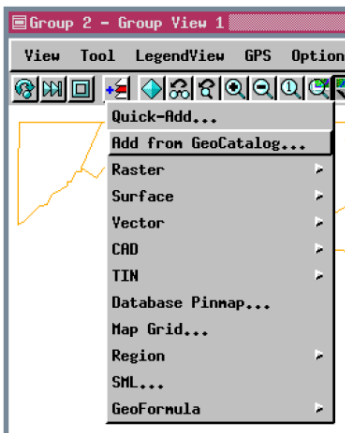 Group 2 - Group View 1
View Tool LegendView GPS Option
Quick-Add...
Add from GeoCatalog...
Raster
Surface
Vector
CAD
TIN
Database Pinmap...
Map Grid...
Region
SML...
GeoFormula